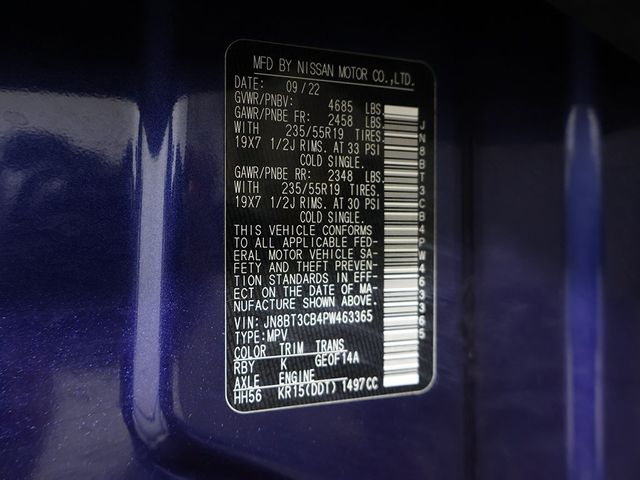 MFD BY NISSAN MOTOR CO.,LTD.
DATE: 09/22
GVWR/PNBV: 4685 LBS
GAWR/PNBE FR: 2458 LBS
WITH 235/55R19 TIRES.
19X7 1/2J RIMS. AT 33 PSI
COLD SINGLE.
GAWR/PNBE RR: 2348 LBS
WITH 235/55R19 TIRES.
19X7 1/2J RIMS. AT 30 PSI
COLD SINGLE.
THIS VEHICLE CONFORMS
TO ALL APPLICABLE FED-
ERAL MOTOR VEHICLE SA-
FETY AND THEFT PREVEN-
TION STANDARDS IN EFF-
ECT ON THE DATE OF MA-
NUFACTURE SHOWN ABOVE.
VIN: JN8BT3CB4PW463365
TYPE:MPV
COLOR TRIM TRANS
RBY K GE0F14A
AXLE ENGINE
HH56 KR15(DDT) 1497CC
JN8BT3CB4PW463365